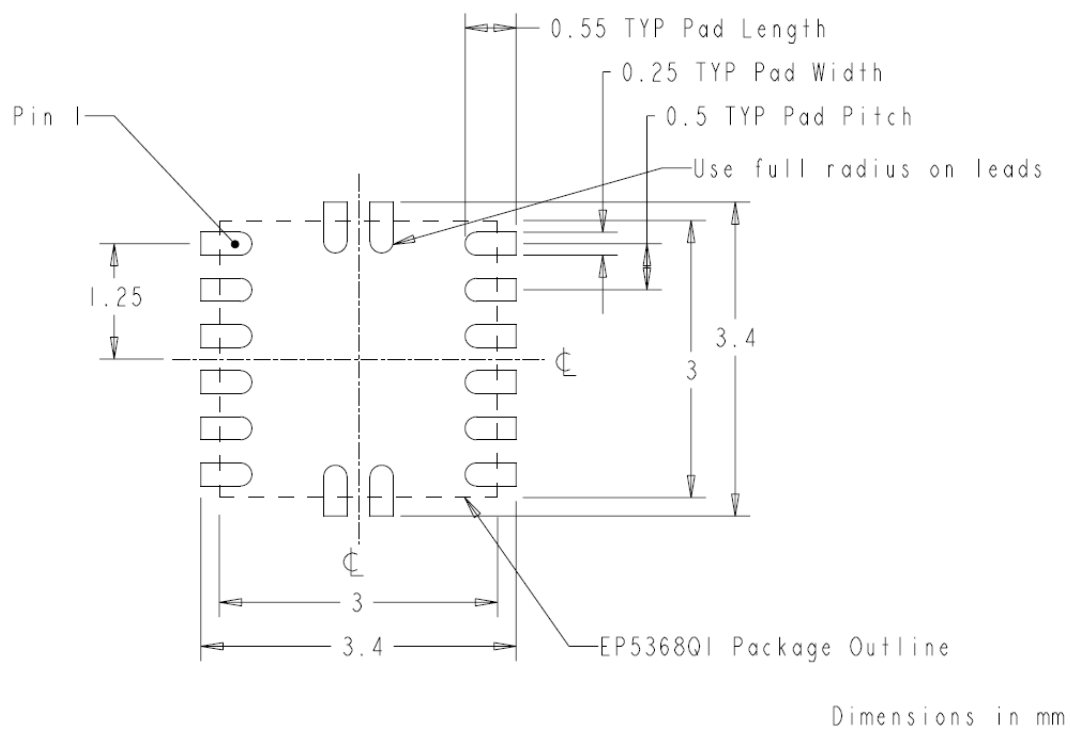 0.55 TYP Pad Length
0.25 TYP Pad Width
Pin 1
0.5 TYP Pad Pitch
Use full radius on leads
1.25
3.4
3
℄
℄
3
3.4
EP5368QI Package Outline
Dimensions in mm